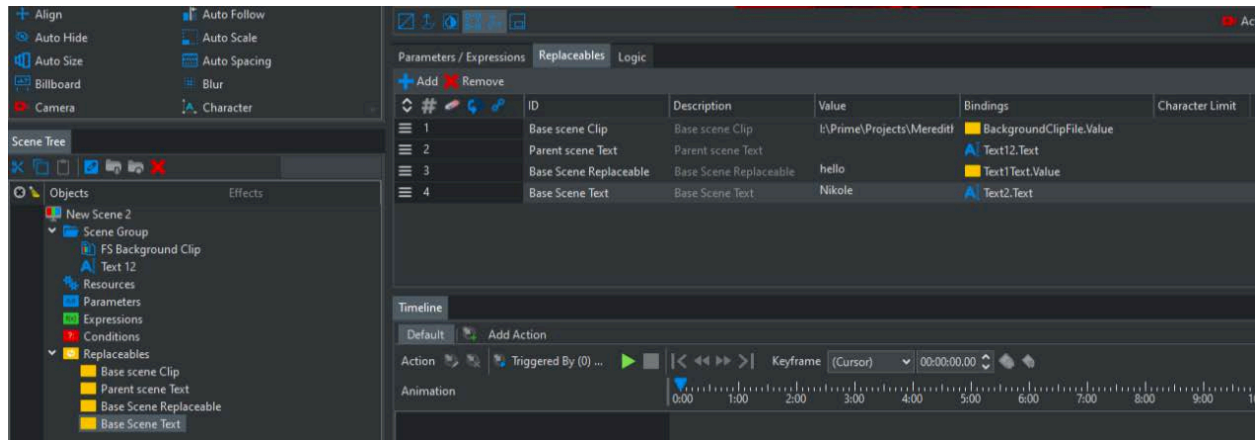 Align Auto Follow
Auto Hide Auto Scale
Auto Size Auto Spacing
Billboard Blur
Camera Character
Scene Tree
Objects Effects
New Scene 2
Scene Group
FS Background Clip
Text 12
Resources
Parameters
Expressions
Conditions
Replaceables
Base scene Clip
Parent scene Text
Base Scene Replaceable
Base Scene Text
Ac
Parameters / Expressions Replaceables Logic
Add Remove
# ID Description Value Bindings Character Limit
1 Base scene Clip Base scene Clip I:\Prime\Projects\Meredith BackgroundClipFile.Value
2 Parent scene Text Parent scene Text Text12.Text
3 Base Scene Replaceable Base Scene Replaceable hello Text1Text.Value
4 Base Scene Text Base Scene Text Nikole Text2.Text
Timeline
Default Add Action
Action Triggered By (0) ... Keyframe (Cursor) 00:00:00.00
Animation 0:00 1:00 2:00 3:00 4:00 5:00 6:00 7:00 8:00 9:00